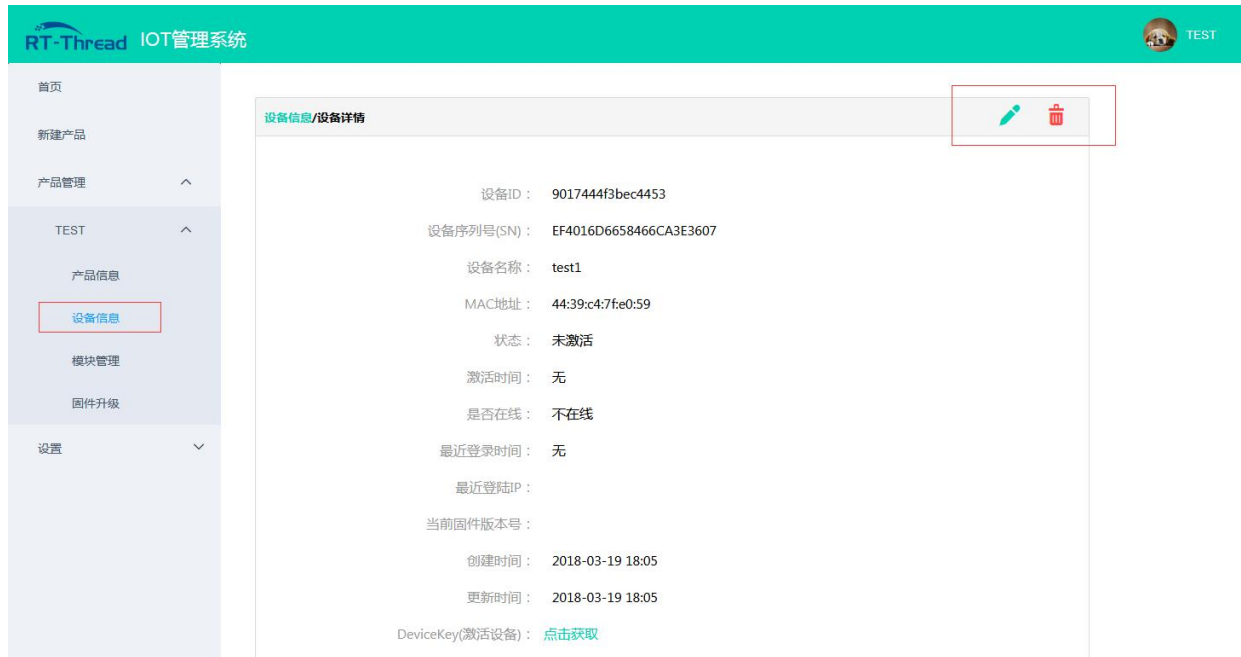 RT-Thread IOT管理系统
TEST
首页
新建产品
产品管理
TEST
产品信息
设备信息
模块管理
固件升级
设置
设备信息/设备详情
设备ID： 9017444f3bec4453
设备序列号(SN)： EF4016D6658466CA3E3607
设备名称： test1
MAC地址： 44:39:c4:7f:e0:59
状态： 未激活
激活时间： 无
是否在线： 不在线
最近登录时间： 无
最近登陆IP：
当前固件版本号：
创建时间： 2018-03-19 18:05
更新时间： 2018-03-19 18:05
DeviceKey(激活设备)： 点击获取